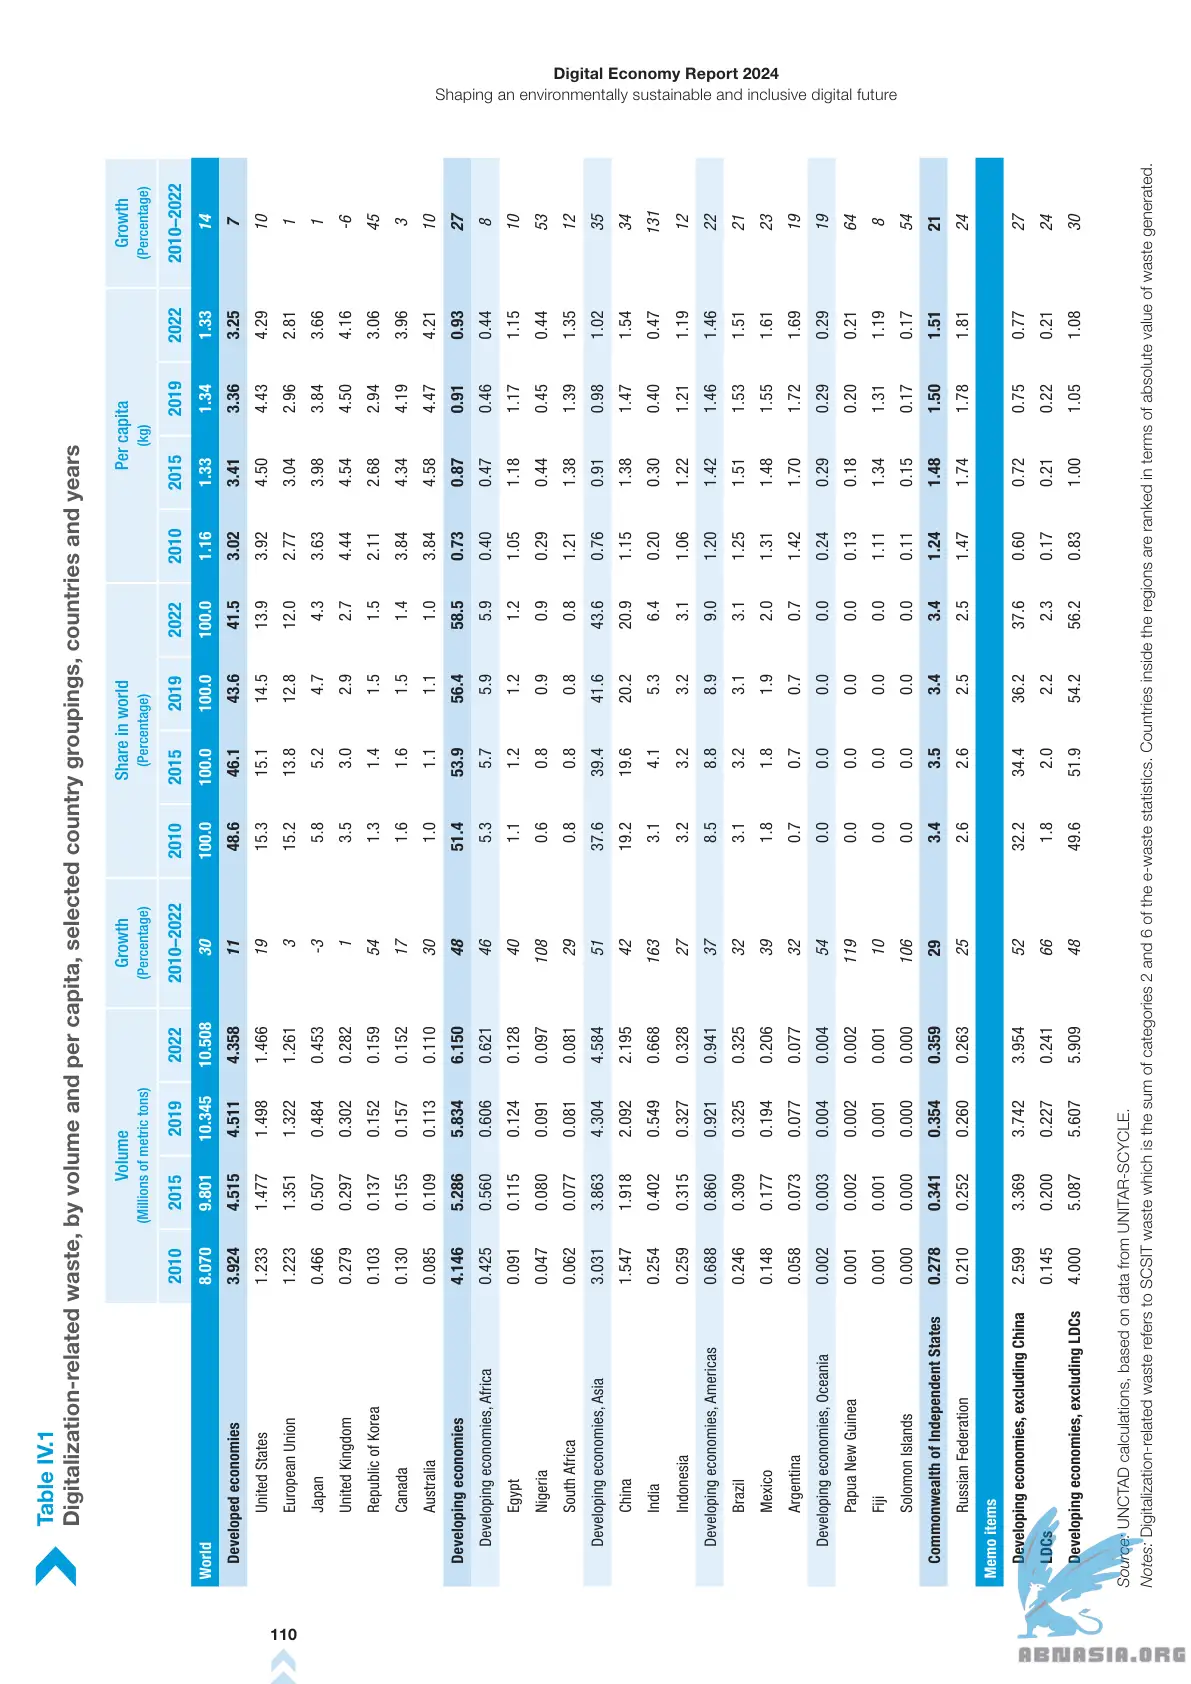 Digital Economy Report 2024
Shaping an environmentally sustainable and inclusive digital future
Table IV.1
Digitalization-related waste, by volume and per capita, selected country groupings, countries and years
Volume Growth Share in world Per capita Growth
(Millions of metric tons) (Percentage) (Percentage) (kg) (Percentage)
2010 2015 2019 2022 2010–2022 2010 2015 2019 2022 2010 2015 2019 2022 2010–2022
World 8.070 9.801 10.345 10.508 30 100.0 100.0 100.0 100.0 1.16 1.33 1.34 1.33 14
Developed economies 3.924 4.515 4.511 4.358 11 48.6 46.1 43.6 41.5 3.02 3.41 3.36 3.25 7
United States 1.233 1.477 1.498 1.466 19 15.3 15.1 14.5 13.9 3.92 4.50 4.43 4.29 10
European Union 1.223 1.351 1.322 1.261 3 15.2 13.8 12.8 12.0 2.77 3.04 2.96 2.81 1
Japan 0.466 0.507 0.484 0.453 -3 5.8 5.2 4.7 4.3 3.63 3.98 3.84 3.66 1
United Kingdom 0.279 0.297 0.302 0.282 1 3.5 3.0 2.9 2.7 4.44 4.54 4.50 4.16 -6
Republic of Korea 0.103 0.137 0.152 0.159 54 1.3 1.4 1.5 1.5 2.11 2.68 2.94 3.06 45
Canada 0.130 0.155 0.157 0.152 17 1.6 1.6 1.5 1.4 3.84 4.34 4.19 3.96 3
Australia 0.085 0.109 0.113 0.110 30 1.0 1.1 1.1 1.0 3.84 4.58 4.47 4.21 10
Developing economies 4.146 5.286 5.834 6.150 48 51.4 53.9 56.4 58.5 0.73 0.87 0.91 0.93 27
Developing economies, Africa 0.425 0.560 0.606 0.621 46 5.3 5.7 5.9 5.9 0.40 0.47 0.46 0.44 8
Egypt 0.091 0.115 0.124 0.128 40 1.1 1.2 1.2 1.2 1.05 1.18 1.17 1.15 10
Nigeria 0.047 0.080 0.091 0.097 108 0.6 0.8 0.9 0.9 0.29 0.44 0.45 0.44 53
South Africa 0.062 0.077 0.081 0.081 29 0.8 0.8 0.8 0.8 1.21 1.38 1.39 1.35 12
Developing economies, Asia 3.031 3.863 4.304 4.584 51 37.6 39.4 41.6 43.6 0.76 0.91 0.98 1.02 35
China 1.547 1.918 2.092 2.195 42 19.2 19.6 20.2 20.9 1.15 1.38 1.47 1.54 34
India 0.254 0.402 0.549 0.668 163 3.1 4.1 5.3 6.4 0.20 0.30 0.40 0.47 131
Indonesia 0.259 0.315 0.327 0.328 27 3.2 3.2 3.2 3.1 1.06 1.22 1.21 1.19 12
Developing economies, Americas 0.688 0.860 0.921 0.941 37 8.5 8.8 8.9 9.0 1.20 1.42 1.46 1.46 22
Brazil 0.246 0.309 0.325 0.325 32 3.1 3.2 3.1 3.1 1.25 1.51 1.53 1.51 21
Mexico 0.148 0.177 0.194 0.206 39 1.8 1.8 1.9 2.0 1.31 1.48 1.55 1.61 23
Argentina 0.058 0.073 0.077 0.077 32 0.7 0.7 0.7 0.7 1.42 1.70 1.72 1.69 19
Developing economies, Oceania 0.002 0.003 0.004 0.004 54 0.0 0.0 0.0 0.0 0.24 0.29 0.29 0.29 19
Papua New Guinea 0.001 0.002 0.002 0.002 119 0.0 0.0 0.0 0.0 0.13 0.18 0.20 0.21 64
Fiji 0.001 0.001 0.001 0.001 10 0.0 0.0 0.0 0.0 1.11 1.34 1.31 1.19 8
Solomon Islands 0.000 0.000 0.000 0.000 106 0.0 0.0 0.0 0.0 0.11 0.15 0.17 0.17 54
Commonwealth of Independent States 0.278 0.341 0.354 0.359 29 3.4 3.5 3.4 3.4 1.24 1.48 1.50 1.51 21
Russian Federation 0.210 0.252 0.260 0.263 25 2.6 2.6 2.5 2.5 1.47 1.74 1.78 1.81 24
Memo items
Developing economies, excluding China 2.599 3.369 3.742 3.954 52 32.2 34.4 36.2 37.6 0.60 0.72 0.75 0.77 27
LDCs 0.145 0.200 0.227 0.241 66 1.8 2.0 2.2 2.3 0.17 0.21 0.22 0.21 24
Developing economies, excluding LDCs 4.000 5.087 5.607 5.909 48 49.6 51.9 54.2 56.2 0.83 1.00 1.05 1.08 30
Source: UNCTAD calculations, based on data from UNITAR-SCYCLE.
Notes: Digitalization-related waste refers to SCSIT waste which is the sum of categories 2 and 6 of the e-waste statistics. Countries inside the regions are ranked in terms of absolute value of waste generated.
110
ABNASIA.ORG